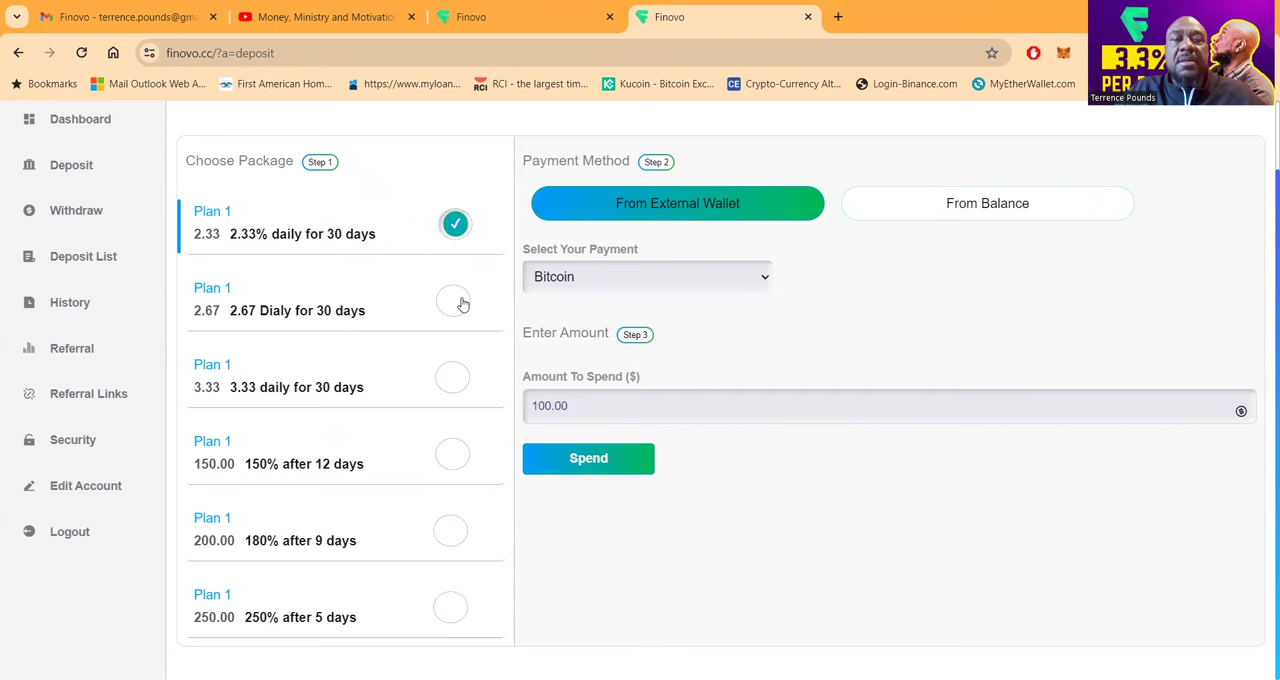 Finovo - terrence.pounds@gma
Money, Ministry and Motivation
Finovo
Finovo
finovo.cc/?a=deposit
Bookmarks
Mail Outlook Web A...
First American Hom...
https://www.myloan...
RCI - the largest tim...
Kucoin - Bitcoin Exc...
Crypto-Currency Alt...
Login-Binance.com
MyEtherWallet.com
3.3%
PER
Terrence Pounds
Dashboard
Deposit
Withdraw
Deposit List
History
Referral
Referral Links
Security
Edit Account
Logout
Choose Package Step 1
Plan 1
2.33 2.33% daily for 30 days
Plan 1
2.67 2.67 Dialy for 30 days
Plan 1
3.33 3.33 daily for 30 days
Plan 1
150.00 150% after 12 days
Plan 1
200.00 180% after 9 days
Plan 1
250.00 250% after 5 days
Payment Method Step 2
From External Wallet
From Balance
Select Your Payment
Bitcoin
Enter Amount Step 3
Amount To Spend ($)
100.00
Spend